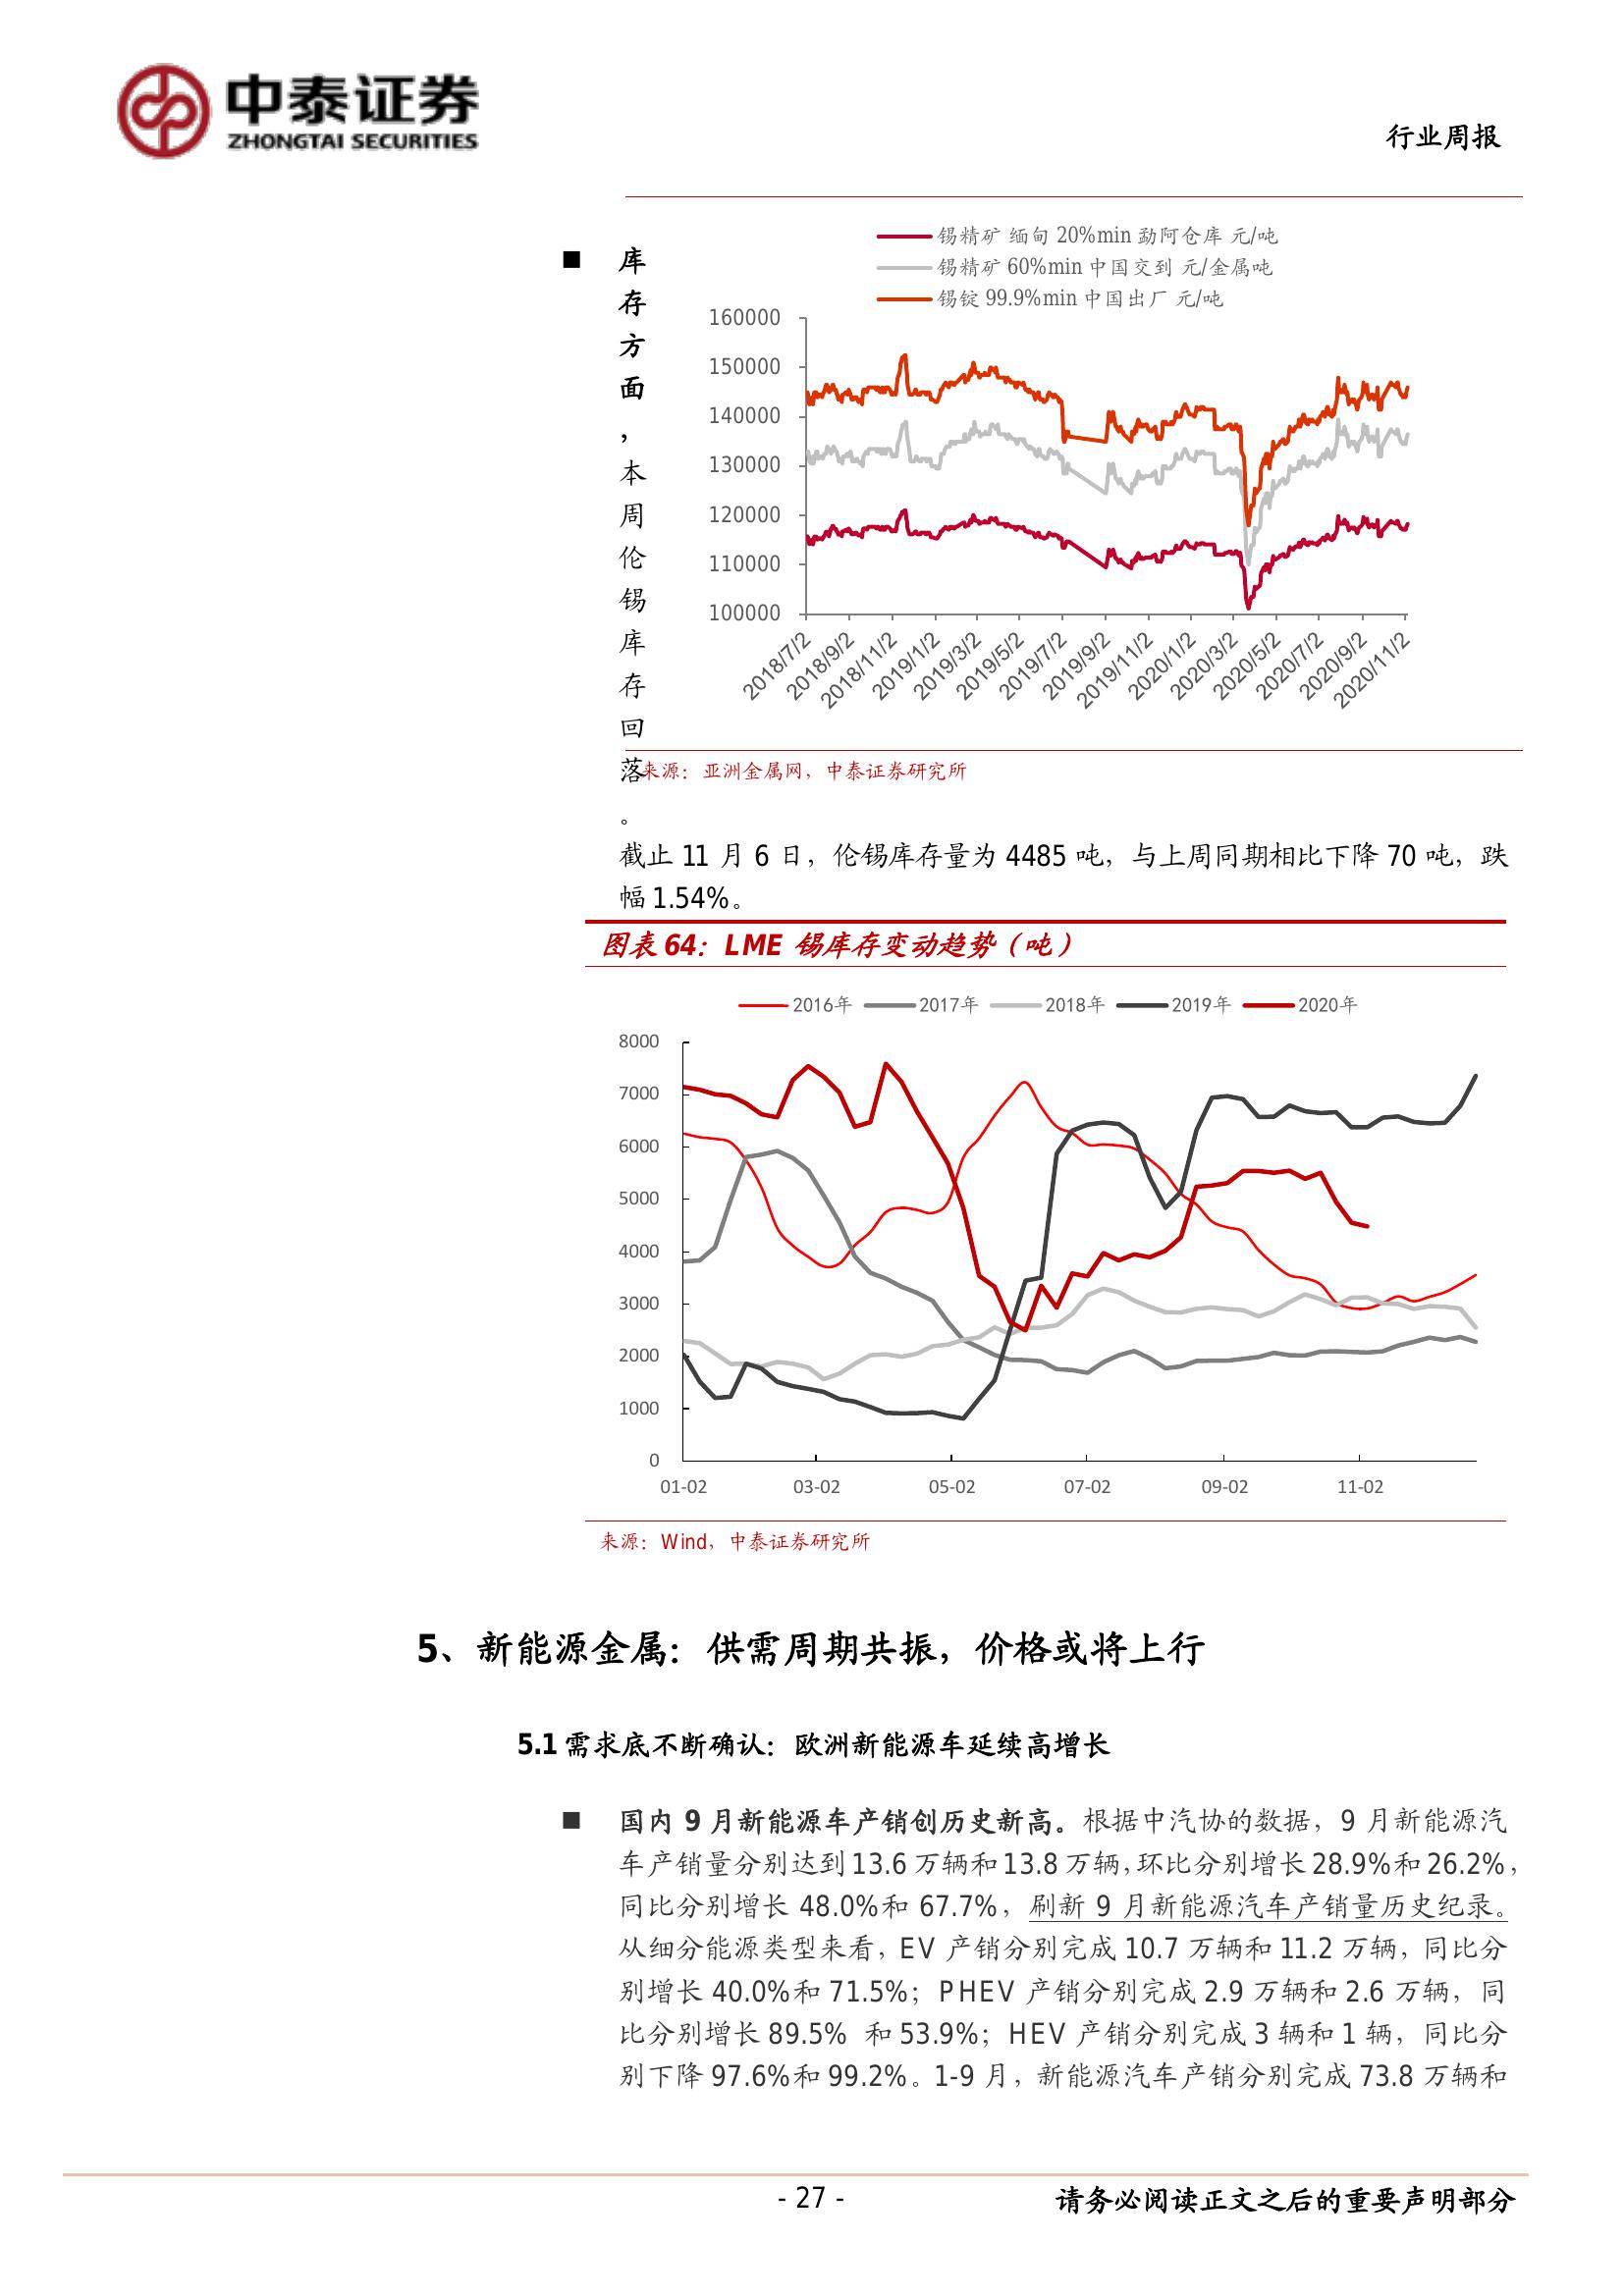 中泰证券
ZHONGTAI SECURITIES
行业周报
锡精矿 缅甸 20%min 勐阿仓库 元/吨
锡精矿 60%min 中国交到 元/金属吨
锡锭 99.9%min 中国出厂 元/吨
160000
150000
140000
130000
120000
110000
100000
2018/7/2 2018/9/2 2018/11/2 2019/1/2 2019/3/2 2019/5/2 2019/7/2 2019/9/2 2019/11/2 2020/1/2 2020/3/2 2020/5/2 2020/7/2 2020/9/2 2020/11/2
■ 库
存
方
面
，
本
周
伦
锡
库
存
回
落
。
来源：亚洲金属网，中泰证券研究所
截止 11 月 6 日，伦锡库存量为 4485 吨，与上周同期相比下降 70 吨，跌
幅 1.54%。
图表 64：LME 锡库存变动趋势（吨）
2016年 2017年 2018年 2019年 2020年
8000
7000
6000
5000
4000
3000
2000
1000
0
01-02 03-02 05-02 07-02 09-02 11-02
来源：Wind，中泰证券研究所
5、新能源金属：供需周期共振，价格或将上行
5.1 需求底不断确认：欧洲新能源车延续高增长
■ 国内 9 月新能源车产销创历史新高。根据中汽协的数据，9 月新能源汽
车产销量分别达到 13.6 万辆和 13.8 万辆，环比分别增长 28.9%和 26.2%，
同比分别增长 48.0%和 67.7%，刷新 9 月新能源汽车产销量历史纪录。
从细分能源类型来看，EV 产销分别完成 10.7 万辆和 11.2 万辆，同比分
别增长 40.0%和 71.5%；PHEV 产销分别完成 2.9 万辆和 2.6 万辆，同
比分别增长 89.5% 和 53.9%；HEV 产销分别完成 3 辆和 1 辆，同比分
别下降 97.6%和 99.2%。1-9 月，新能源汽车产销分别完成 73.8 万辆和
- 27 -
请务必阅读正文之后的重要声明部分